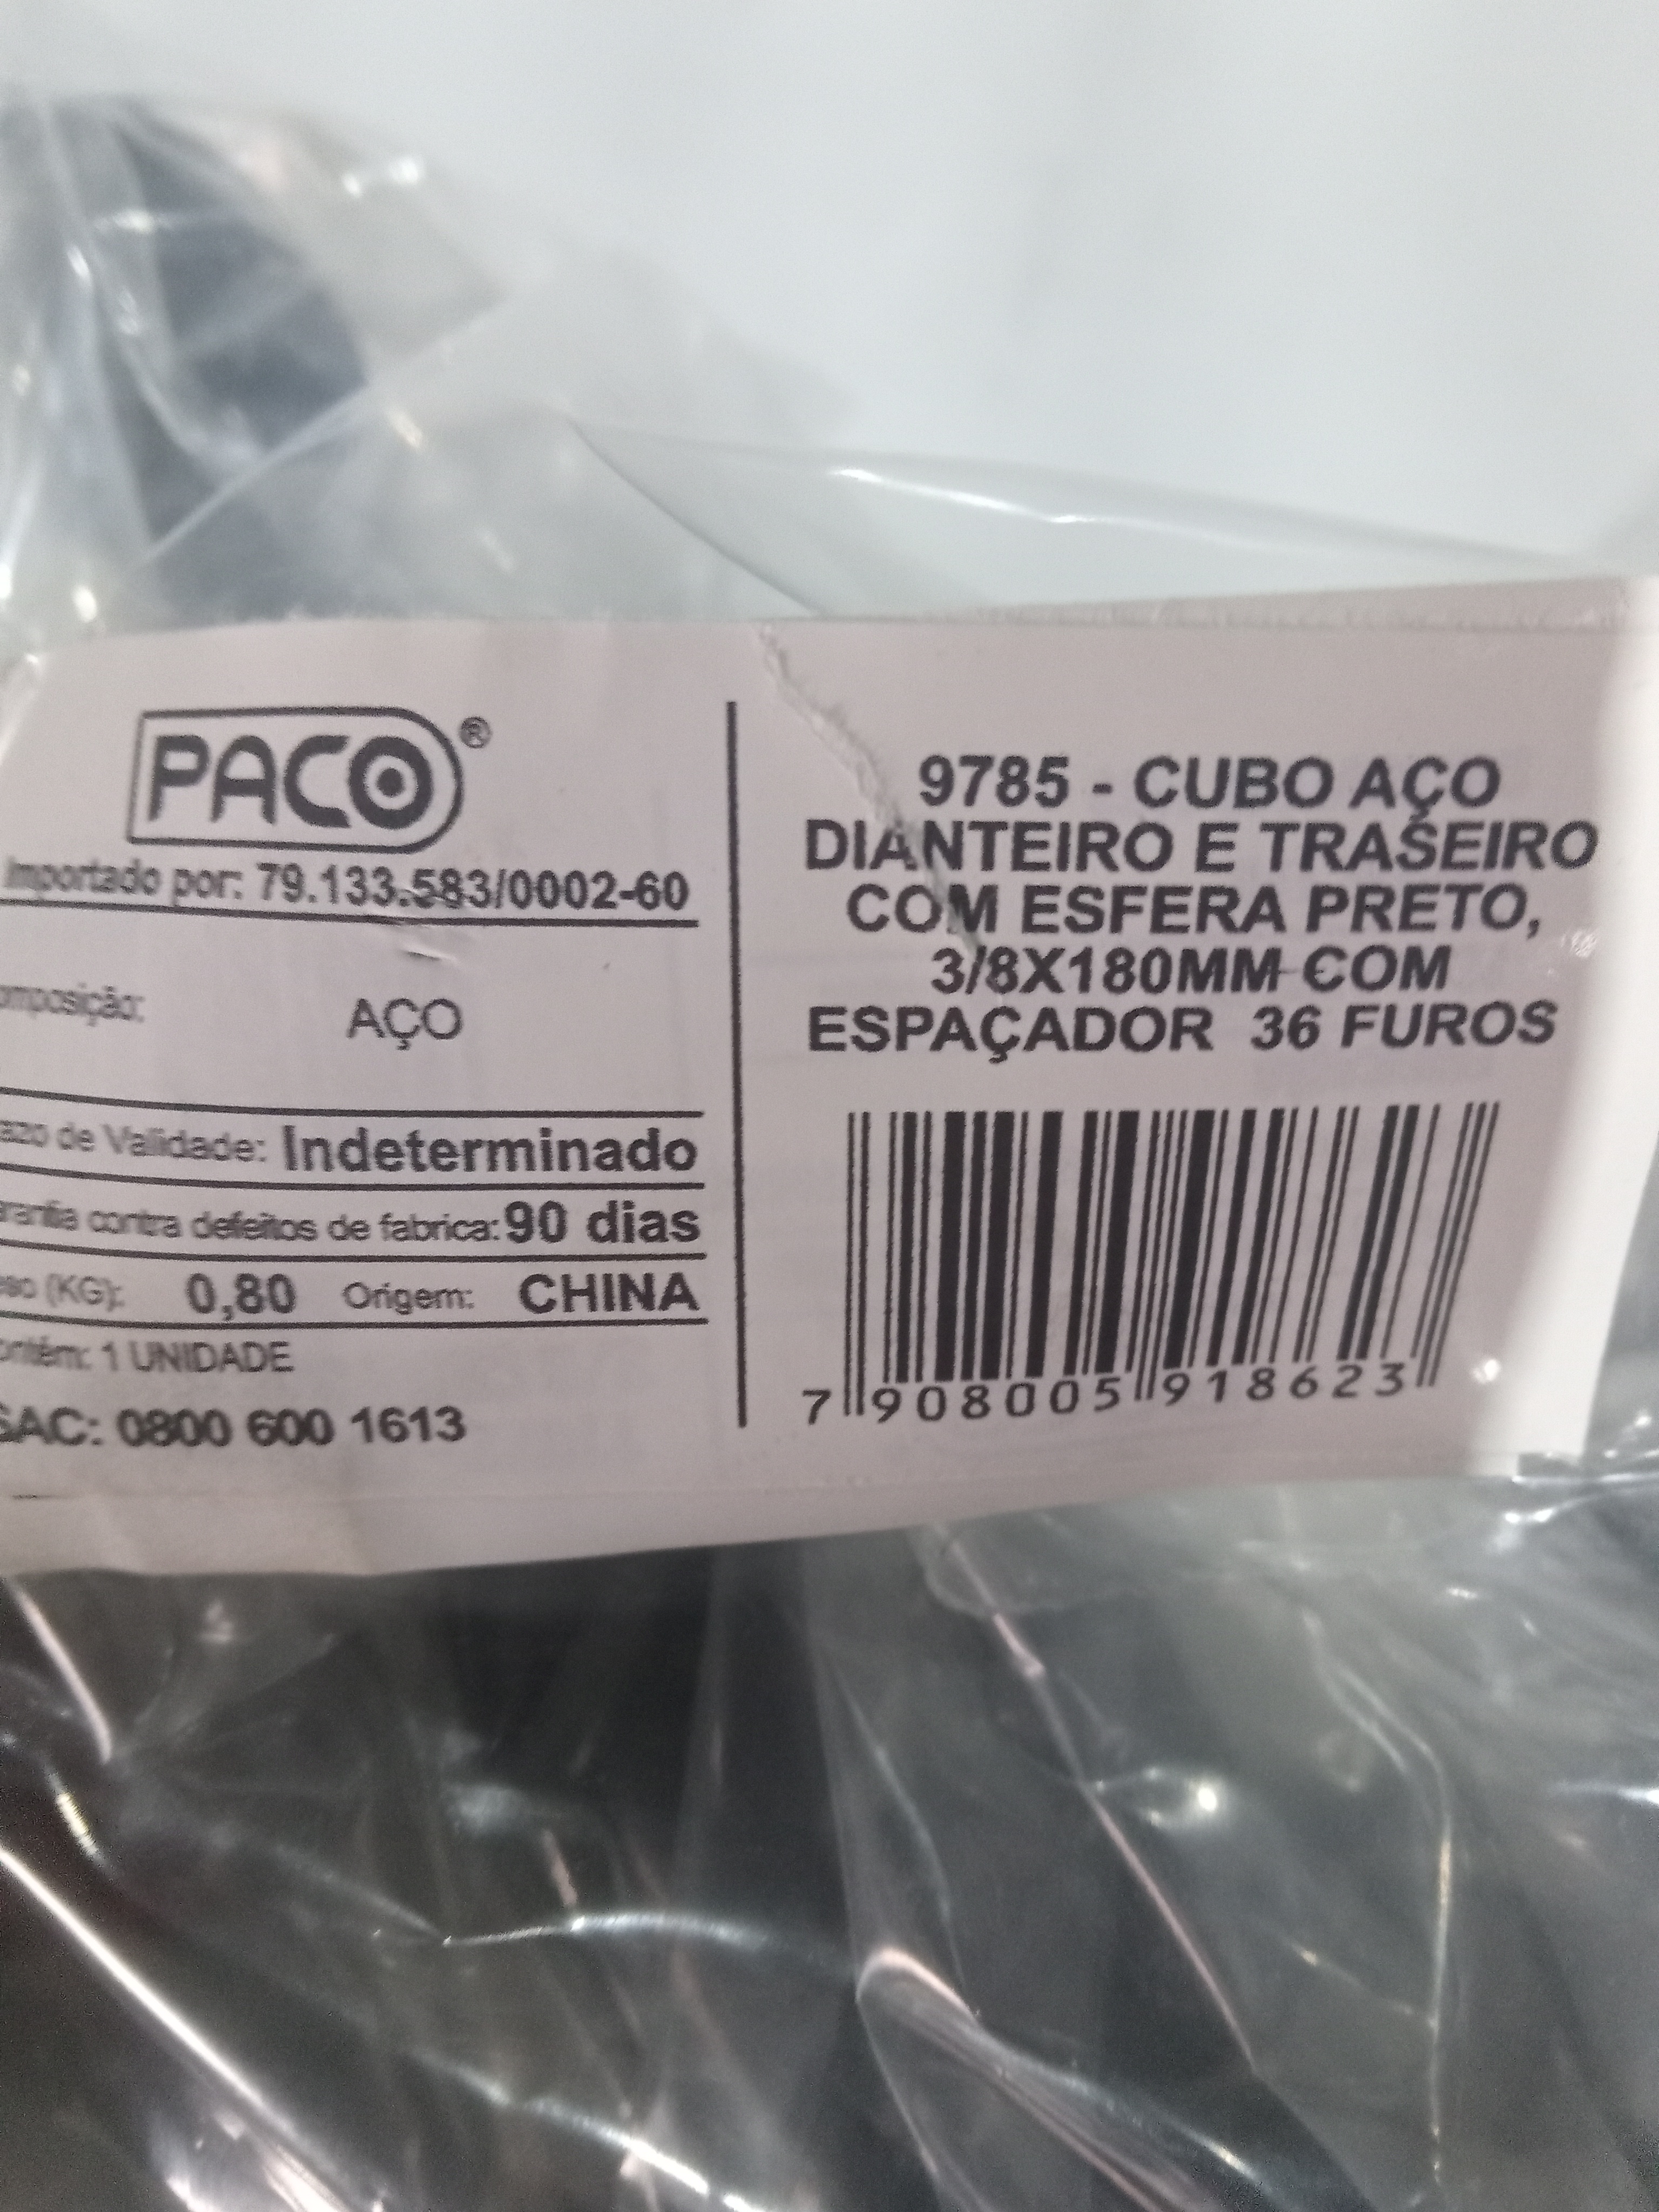 PACO®
Importado por: 79.133.583/0002-60
omposição: AÇO
azo de Validade: Indeterminado
arantia contra defeitos de fabrica: 90 dias
eso (KG): 0,80 Origem: CHINA
ontém: 1 UNIDADE
SAC: 0800 600 1613
9785 - CUBO AÇO
DIANTEIRO E TRASEIRO
COM ESFERA PRETO,
3/8X180MM COM
ESPAÇADOR 36 FUROS
7 908005 918623